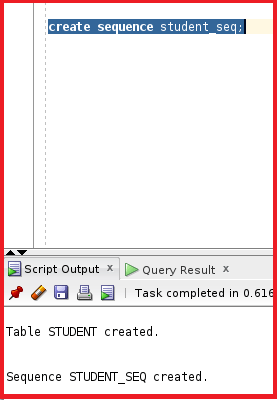 create sequence student_seq;
Script Output x
Query Result x
Task completed in 0.616
Table STUDENT created.
Sequence STUDENT_SEQ created.